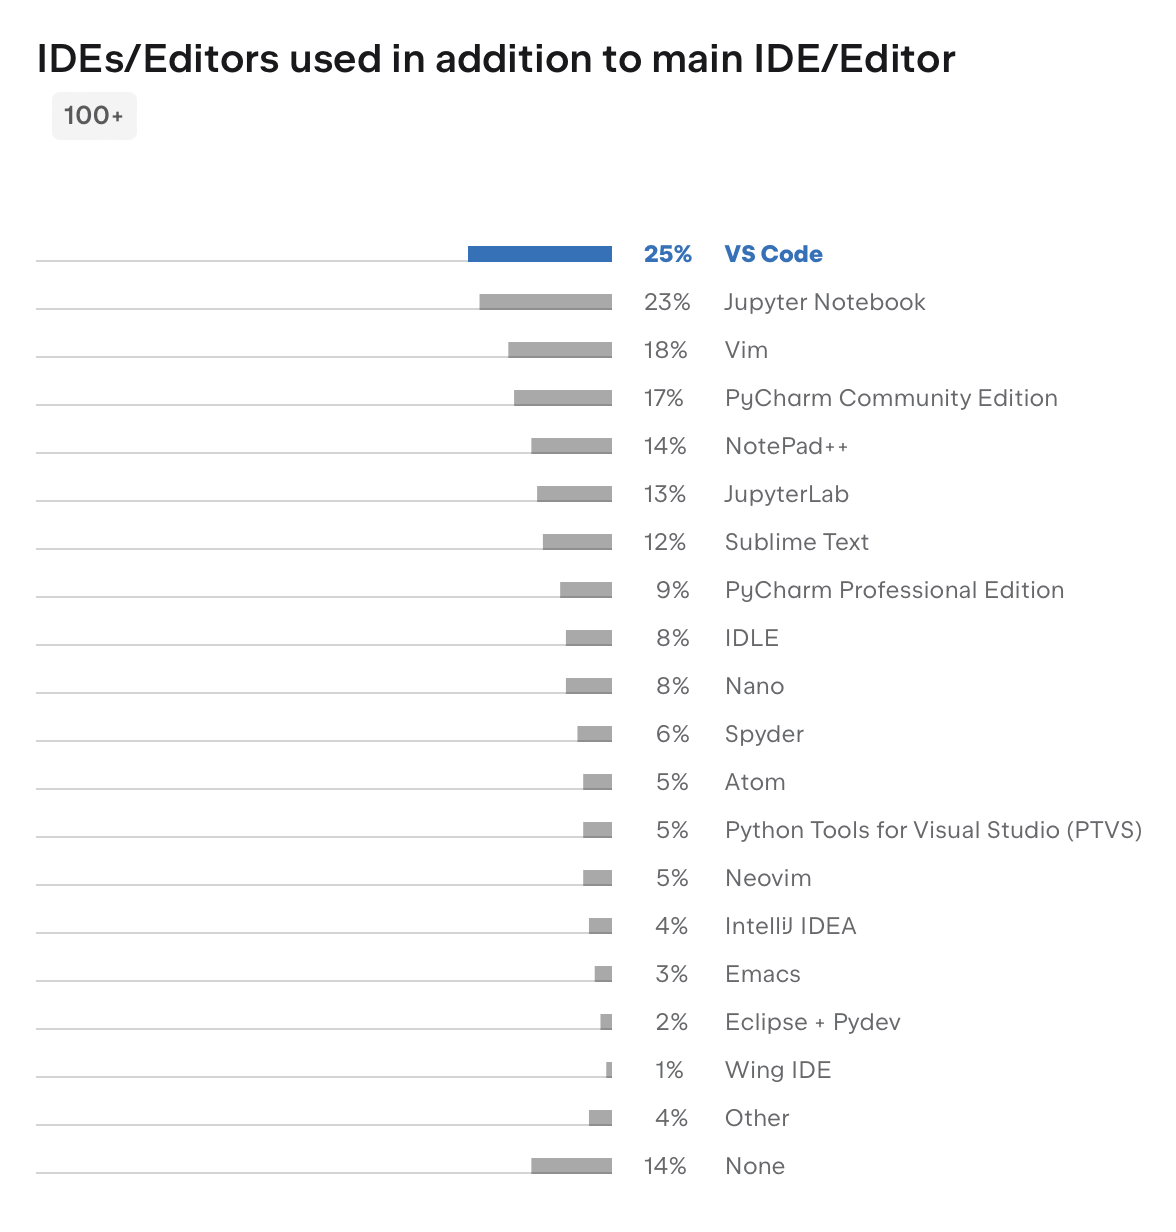 IDEs/Editors used in addition to main IDE/Editor
100+
25% VS Code
23% Jupyter Notebook
18% Vim
17% PyCharm Community Edition
14% NotePad++
13% JupyterLab
12% Sublime Text
9% PyCharm Professional Edition
8% IDLE
8% Nano
6% Spyder
5% Atom
5% Python Tools for Visual Studio (PTVS)
5% Neovim
4% IntelliJ IDEA
3% Emacs
2% Eclipse + Pydev
1% Wing IDE
4% Other
14% None